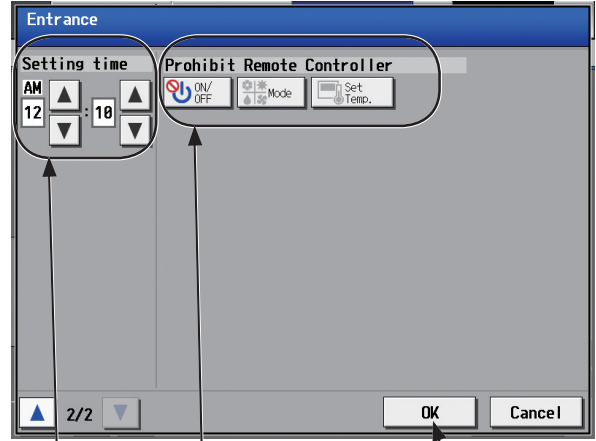 Entrance
Setting time
Prohibit Remote Controller
AM
12 : 10
ON/
OFF
Mode
Set
Temp.
2/2
OK
Cancel